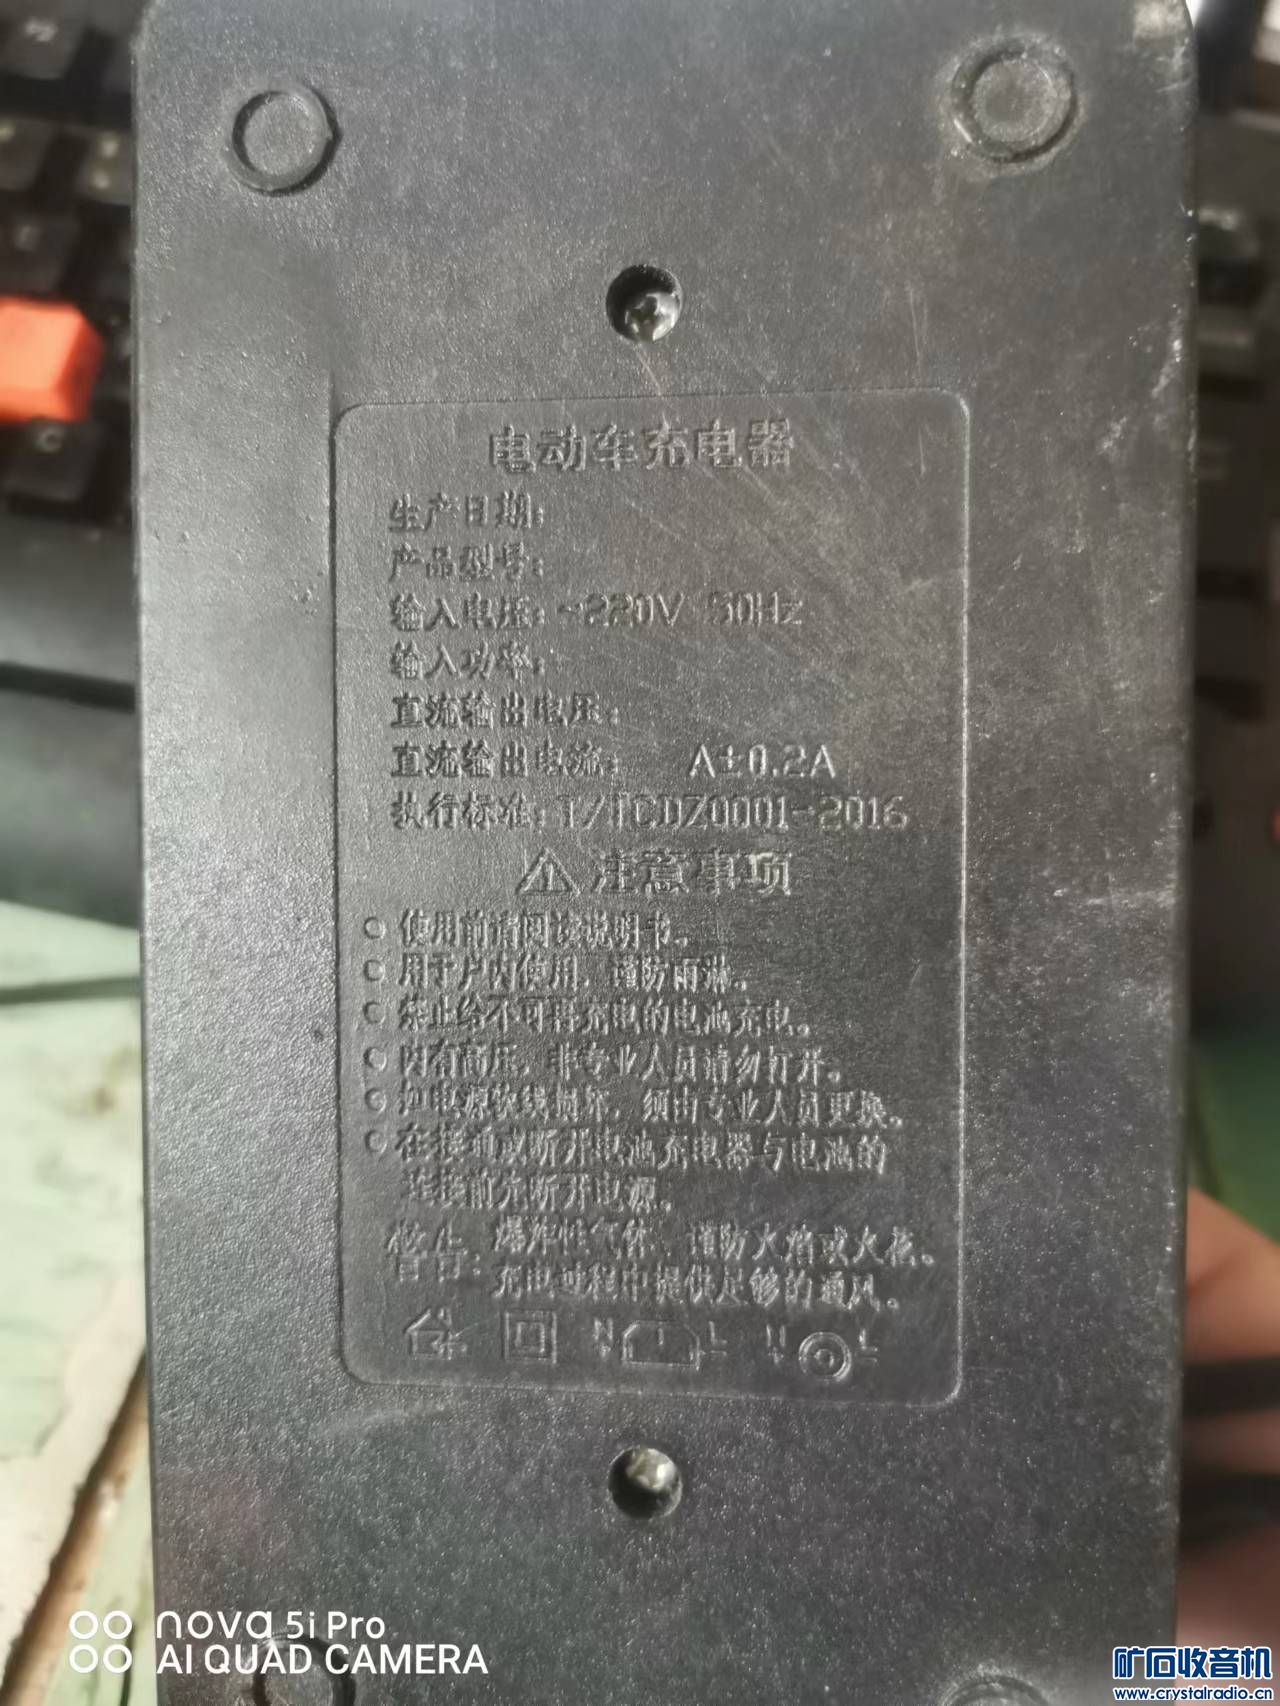 电动车充电器
生产日期:
产品型号:
输入电压:~220V 50Hz
输入功率:
直流输出电压:
直流输出电流: A±0.2A
执行标准:T/TCDZ0001-2016
⚠ 注意事项
使用前请阅读说明书。
用于户内使用,谨防雨淋。
禁止给不可再充电的电池充电。
内有高压,非专业人员请勿打开。
如电源软线损坏,须由专业人员更换。
在接通或断开电池充电器与电池的
连接前先断开电源。
警告:爆炸性气体,谨防火焰或火花。
充电过程中提供足够的通风。
N L N L
nova 5i Pro
AI QUAD CAMERA
矿石收音机
www.crystalradio.cn